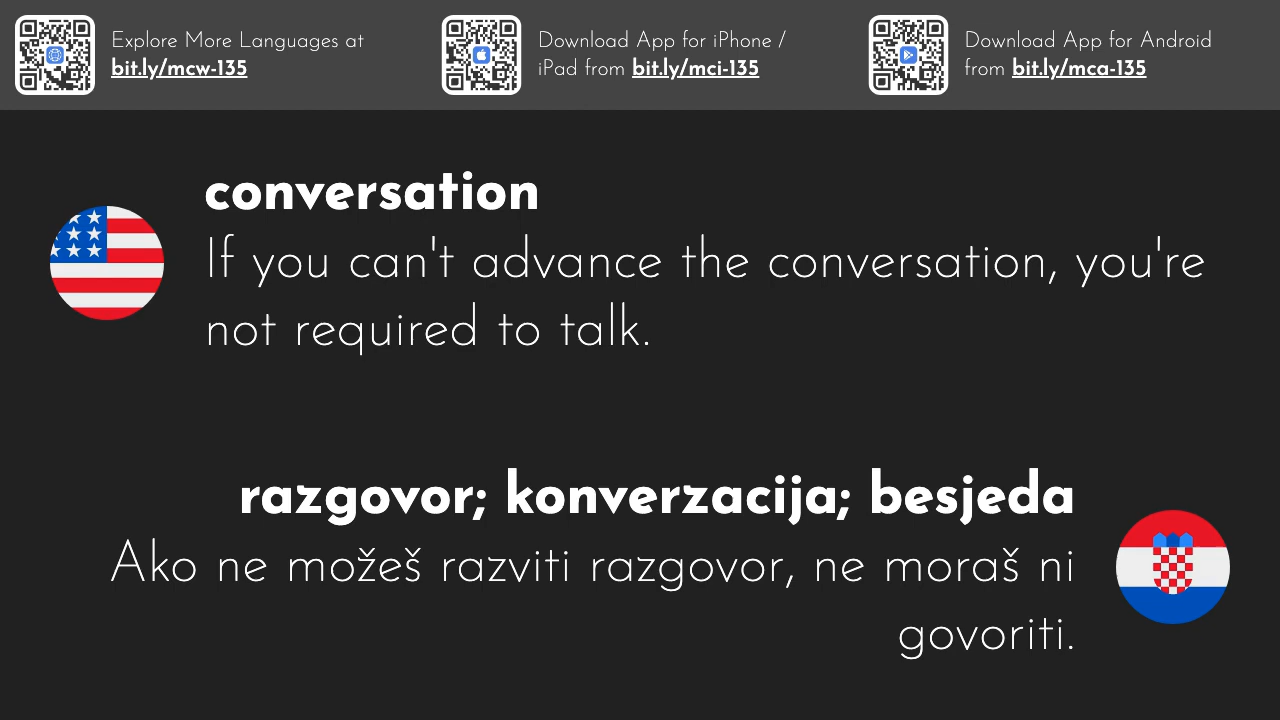 Explore More Languages at
bit.ly/mcw-135
Download App for iPhone /
iPad from bit.ly/mci-135
Download App for Android
from bit.ly/mca-135
conversation
If you can't advance the conversation, you're
not required to talk.
razgovor; konverzacija; besjeda
Ako ne možeš razviti razgovor, ne moraš ni
govoriti.